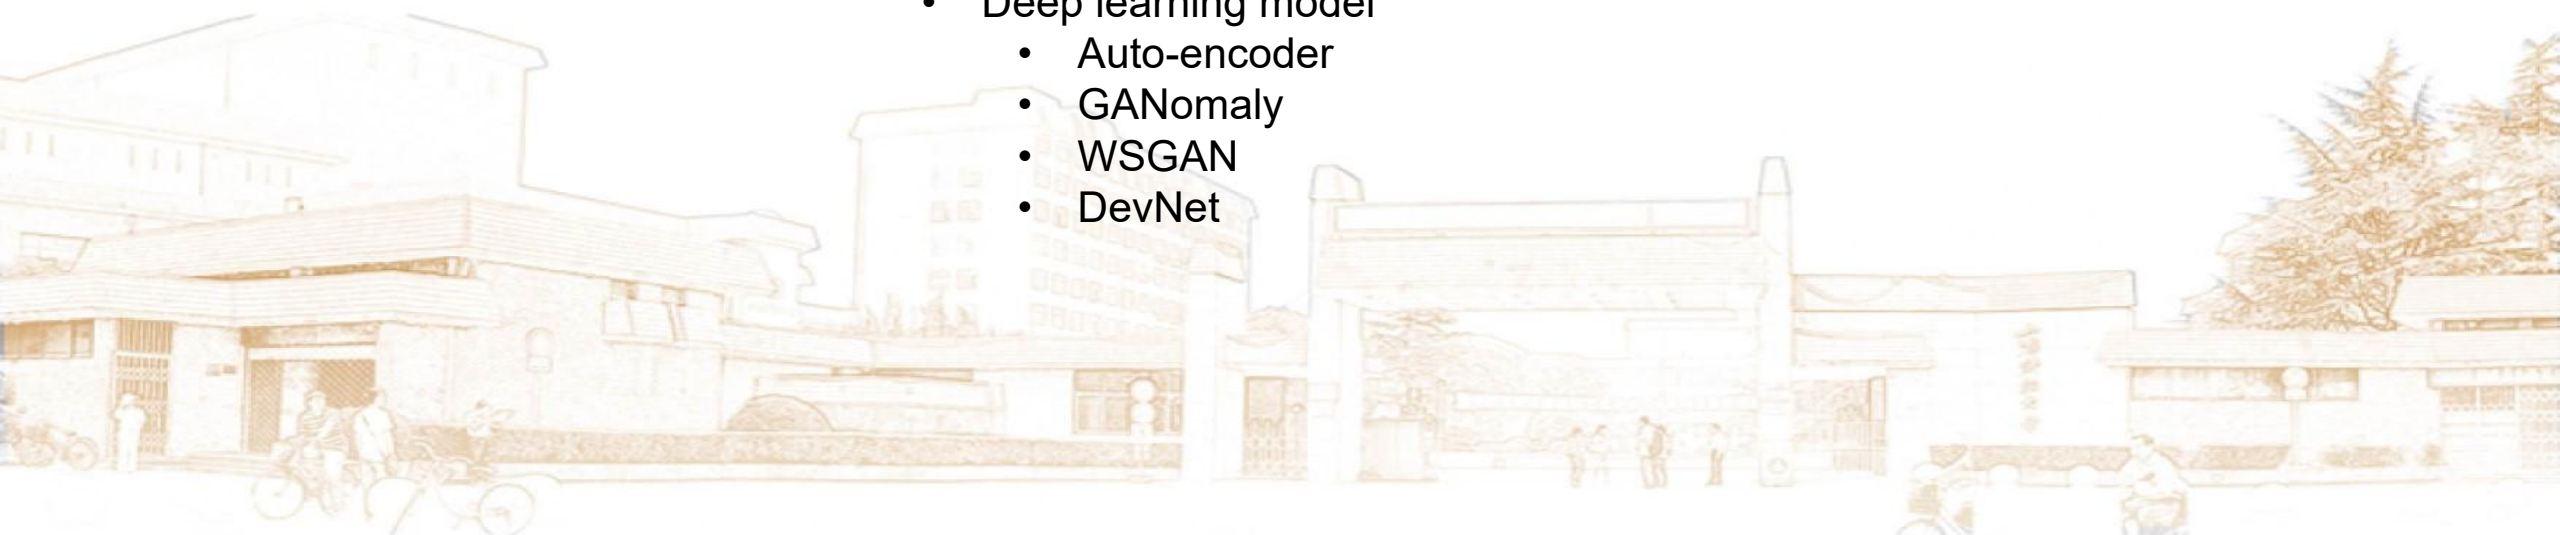 • Deep learning model
• Auto-encoder
• GANomaly
• WSGAN
• DevNet